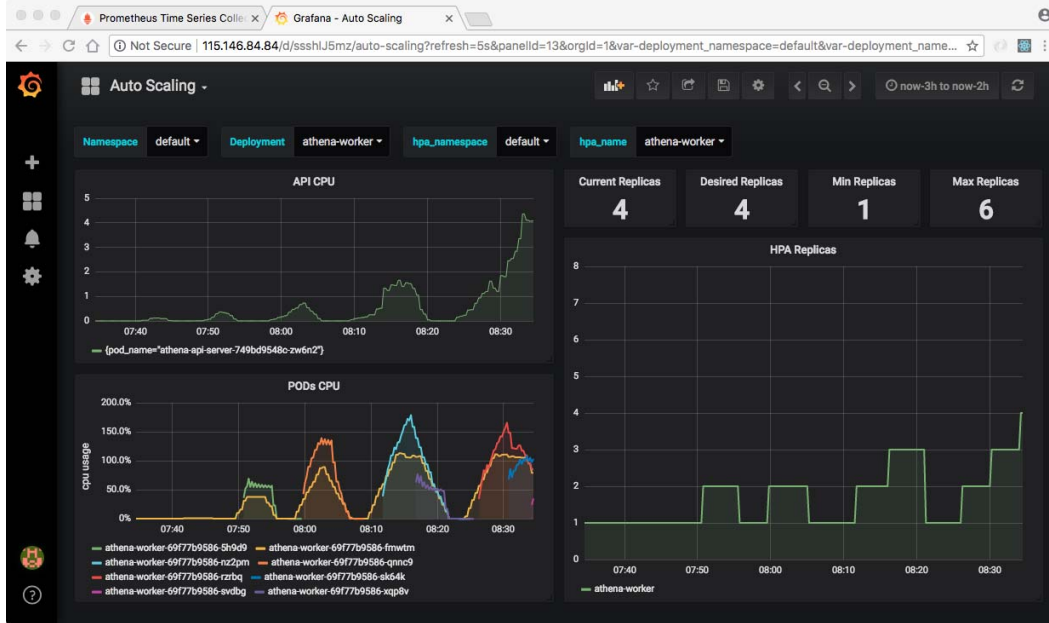 Prometheus Time Series Colle
Grafana - Auto Scaling
Not Secure | 115.146.84.84/d/ssshlJ5mz/auto-scaling?refresh=5s&panelId=13&orgId=1&var-deployment_namespace=default&var-deployment_name...
Auto Scaling
now-3h to now-2h
Namespace default Deployment athena-worker hpa_namespace default hpa_name athena-worker
API CPU
5
4
3
2
1
0
07:40 07:50 08:00 08:10 08:20 08:30
{pod_name="athena-api-server-749bd9548c-zw6n2"}
Current Replicas
4
Desired Replicas
4
Min Replicas
1
Max Replicas
6
PODs CPU
cpu usage
200.0%
150.0%
100.0%
50.0%
0%
07:40 07:50 08:00 08:10 08:20 08:30
athena-worker-69f77b9586-5h9d9 athena-worker-69f77b9586-fmwtm
athena-worker-69f77b9586-nz2pm athena-worker-69f77b9586-qnnc9
athena-worker-69f77b9586-rzrbq athena-worker-69f77b9586-sk64k
athena-worker-69f77b9586-svdbg athena-worker-69f77b9586-xqp8v
HPA Replicas
8
7
6
5
4
3
2
1
0
07:40 07:50 08:00 08:10 08:20 08:30
athena-worker